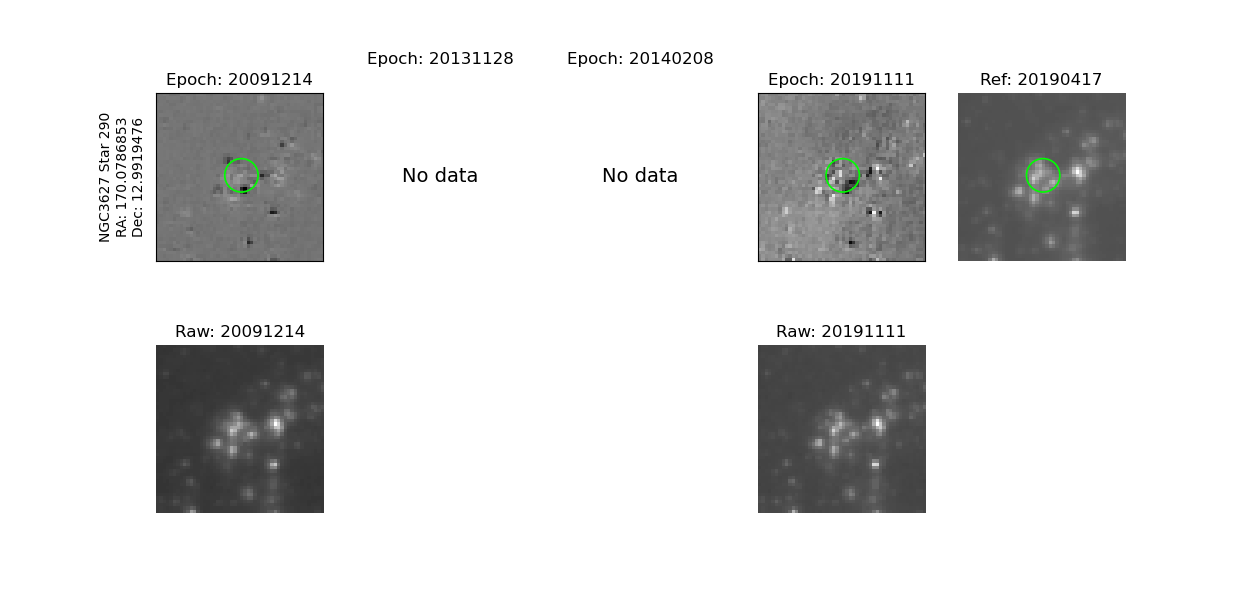 NGC3627 Star 290
RA: 170.0786853
Dec: 12.9919476
Epoch: 20091214
Epoch: 20131128
No data
Epoch: 20140208
No data
Epoch: 20191111
Ref: 20190417
Raw: 20091214
Raw: 20191111